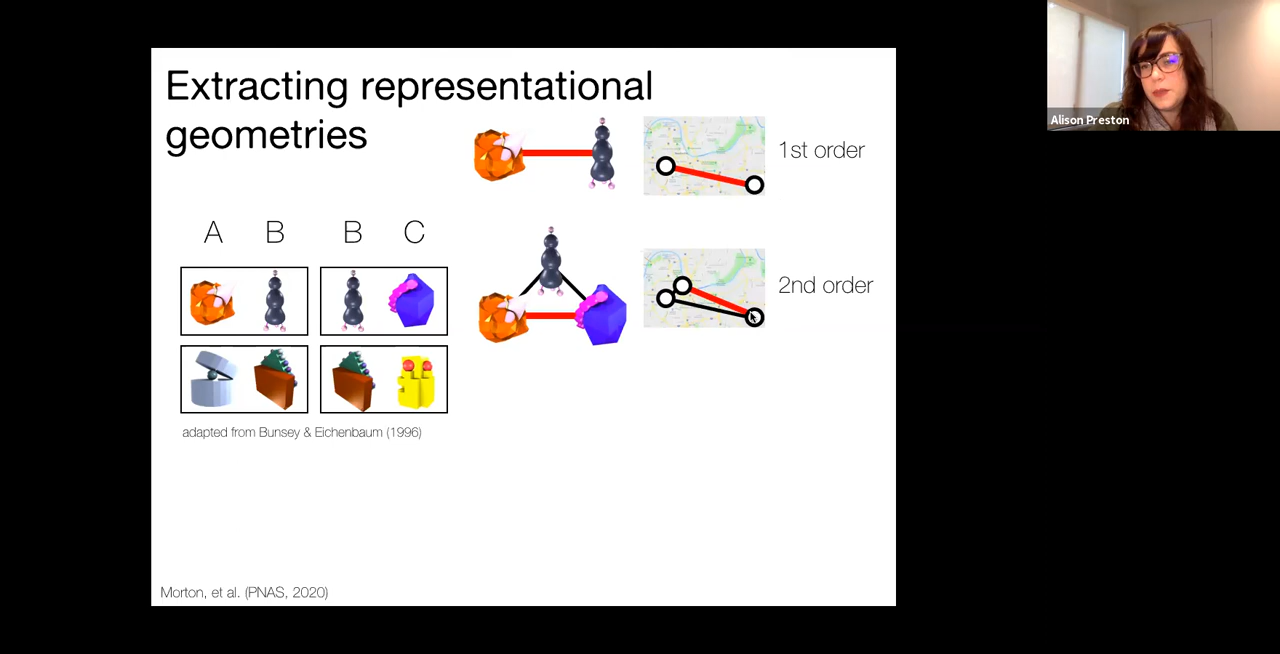 Extracting representational
geometries
1st order
A B B C
2nd order
adapted from Bunsey & Eichenbaum (1996)
Morton, et al. (PNAS, 2020)
Alison Preston